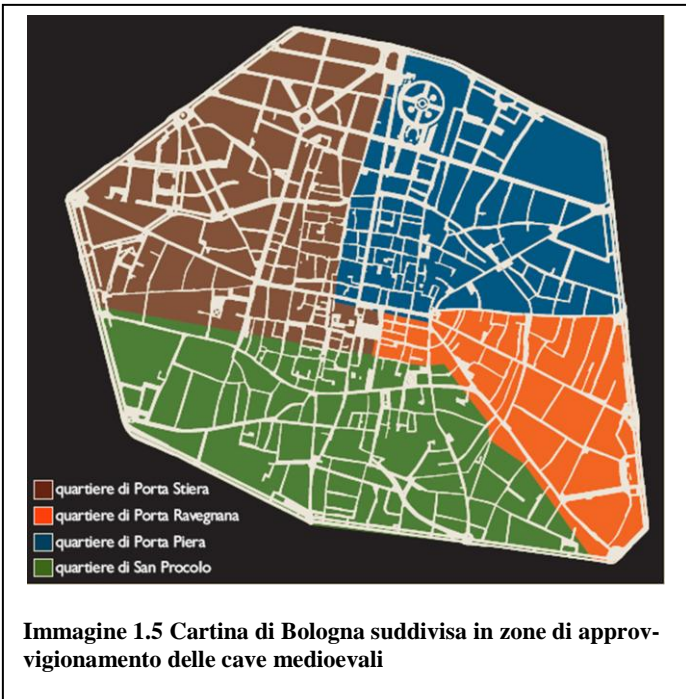 quartiere di Porta Stiera
quartiere di Porta Ravegnana
quartiere di Porta Piera
quartiere di San Procolo
Immagine 1.5 Cartina di Bologna suddivisa in zone di approv-
vigionamento delle cave medioevali